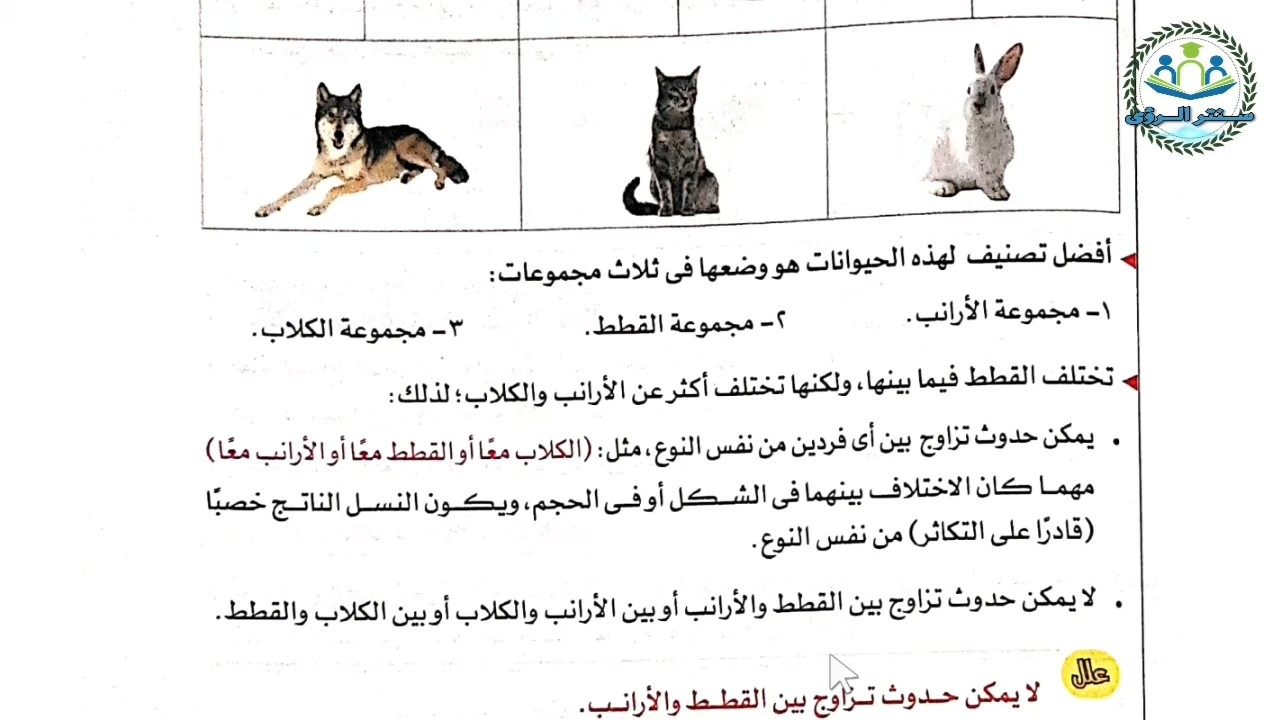 سنتر الرؤى
أفضل تصنيف لهذه الحيوانات هو وضعها فى ثلاث مجموعات:
١- مجموعة الأرانب. ٢- مجموعة القطط. ٣- مجموعة الكلاب.
تختلف القطط فيما بينها، ولكنها تختلف أكثر عن الأرانب والكلاب؛ لذلك:
• يمكن حدوث تزاوج بين أى فردين من نفس النوع، مثل: (الكلاب معًا أو القطط معًا أو الأرانب معًا)
مهما كان الاختلاف بينهما فى الشكل أو فى الحجم، ويكون النسل الناتج خصبًا
(قادرًا على التكاثر) من نفس النوع.
• لا يمكن حدوث تزاوج بين القطط والأرانب أو بين الأرانب والكلاب أو بين الكلاب والقطط.
علل
لا يمكن حدوث تزاوج بين القطط والأرانب.